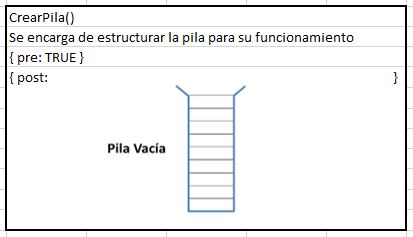 CrearPila()
Se encarga de estructurar la pila para su funcionamiento
{ pre: TRUE }
{ post: }
Pila Vacía